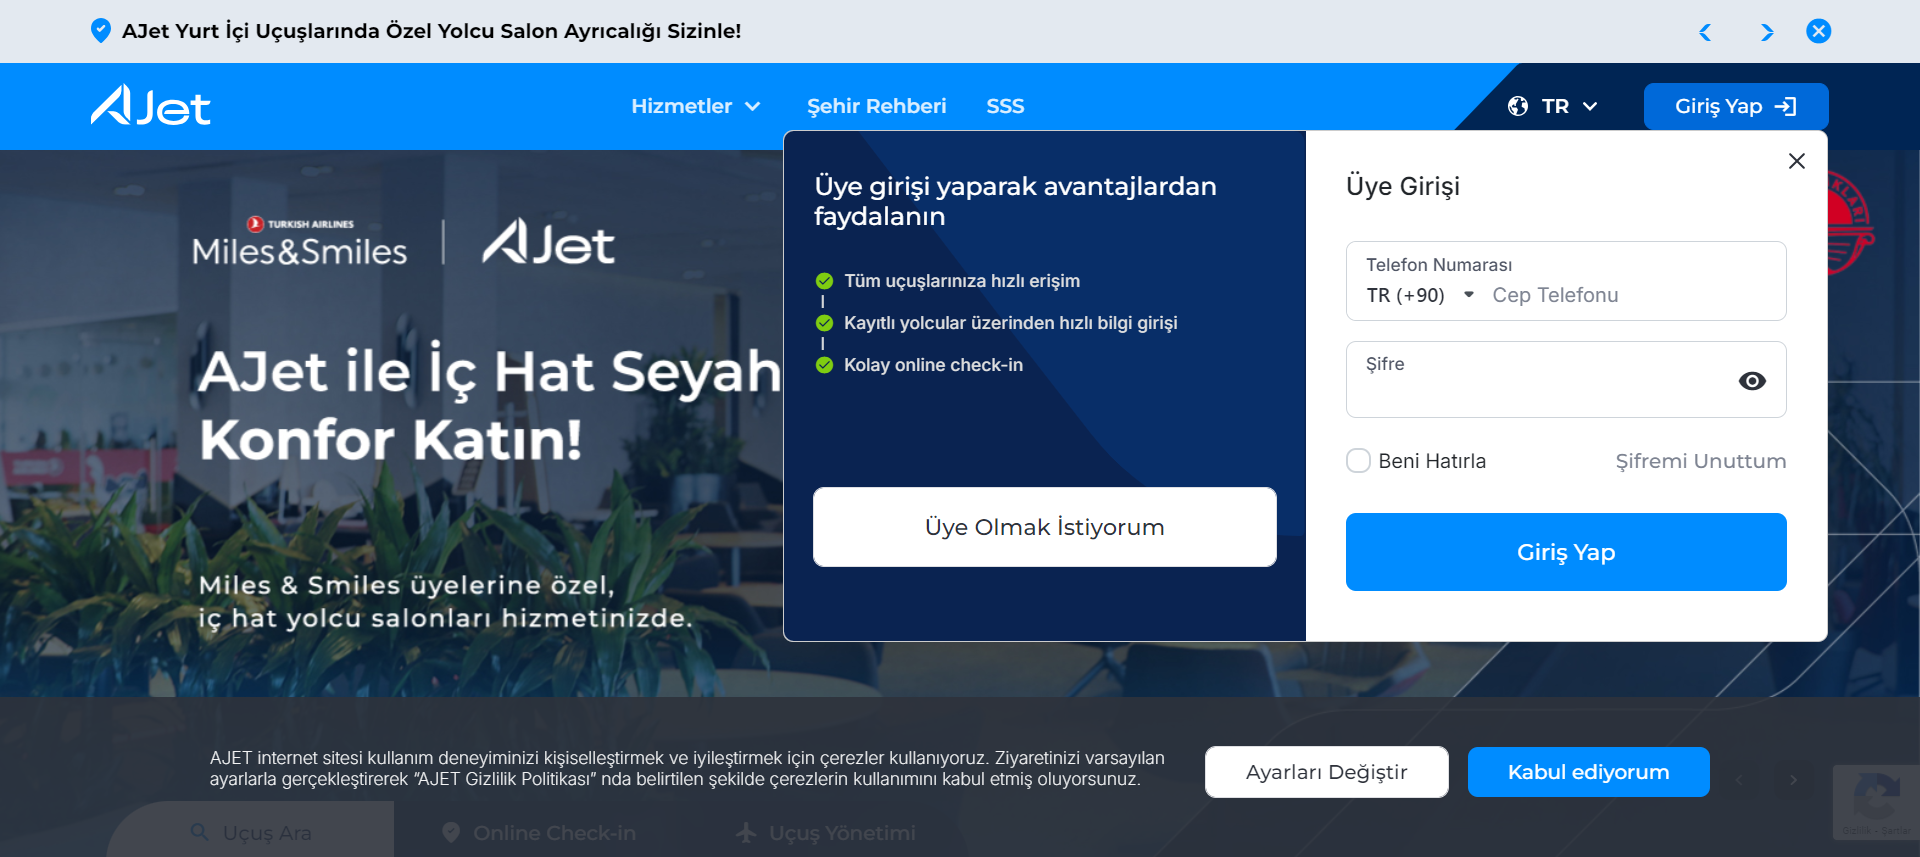 AJet Yurt İçi Uçuşlarında Özel Yolcu Salon Ayrıcalığı Sizinle!
AJet
Hizmetler
Şehir Rehberi
SSS
TR
Giriş Yap
TURKISH AIRLINES
Miles&Smiles
AJet
AJet ile İç Hat Seyah
Konfor Katın!
Miles & Smiles üyelerine özel,
iç hat yolcu salonları hizmetinizde.
Üye girişi yaparak avantajlardan
faydalanın
Tüm uçuşlarınıza hızlı erişim
Kayıtlı yolcular üzerinden hızlı bilgi girişi
Kolay online check-in
Üye Olmak İstiyorum
Üye Girişi
Telefon Numarası
TR (+90)
Cep Telefonu
Şifre
Beni Hatırla
Şifremi Unuttum
Giriş Yap
AJET internet sitesi kullanım deneyiminizi kişiselleştirmek ve iyileştirmek için çerezler kullanıyoruz. Ziyaretinizi varsayılan
ayarlarla gerçekleştirerek “AJET Gizlilik Politikası” nda belirtilen şekilde çerezlerin kullanımını kabul etmiş oluyorsunuz.
Ayarları Değiştir
Kabul ediyorum
Uçuş Ara
Online Check-in
Uçuş Yönetimi
Gizlilik - Şartlar